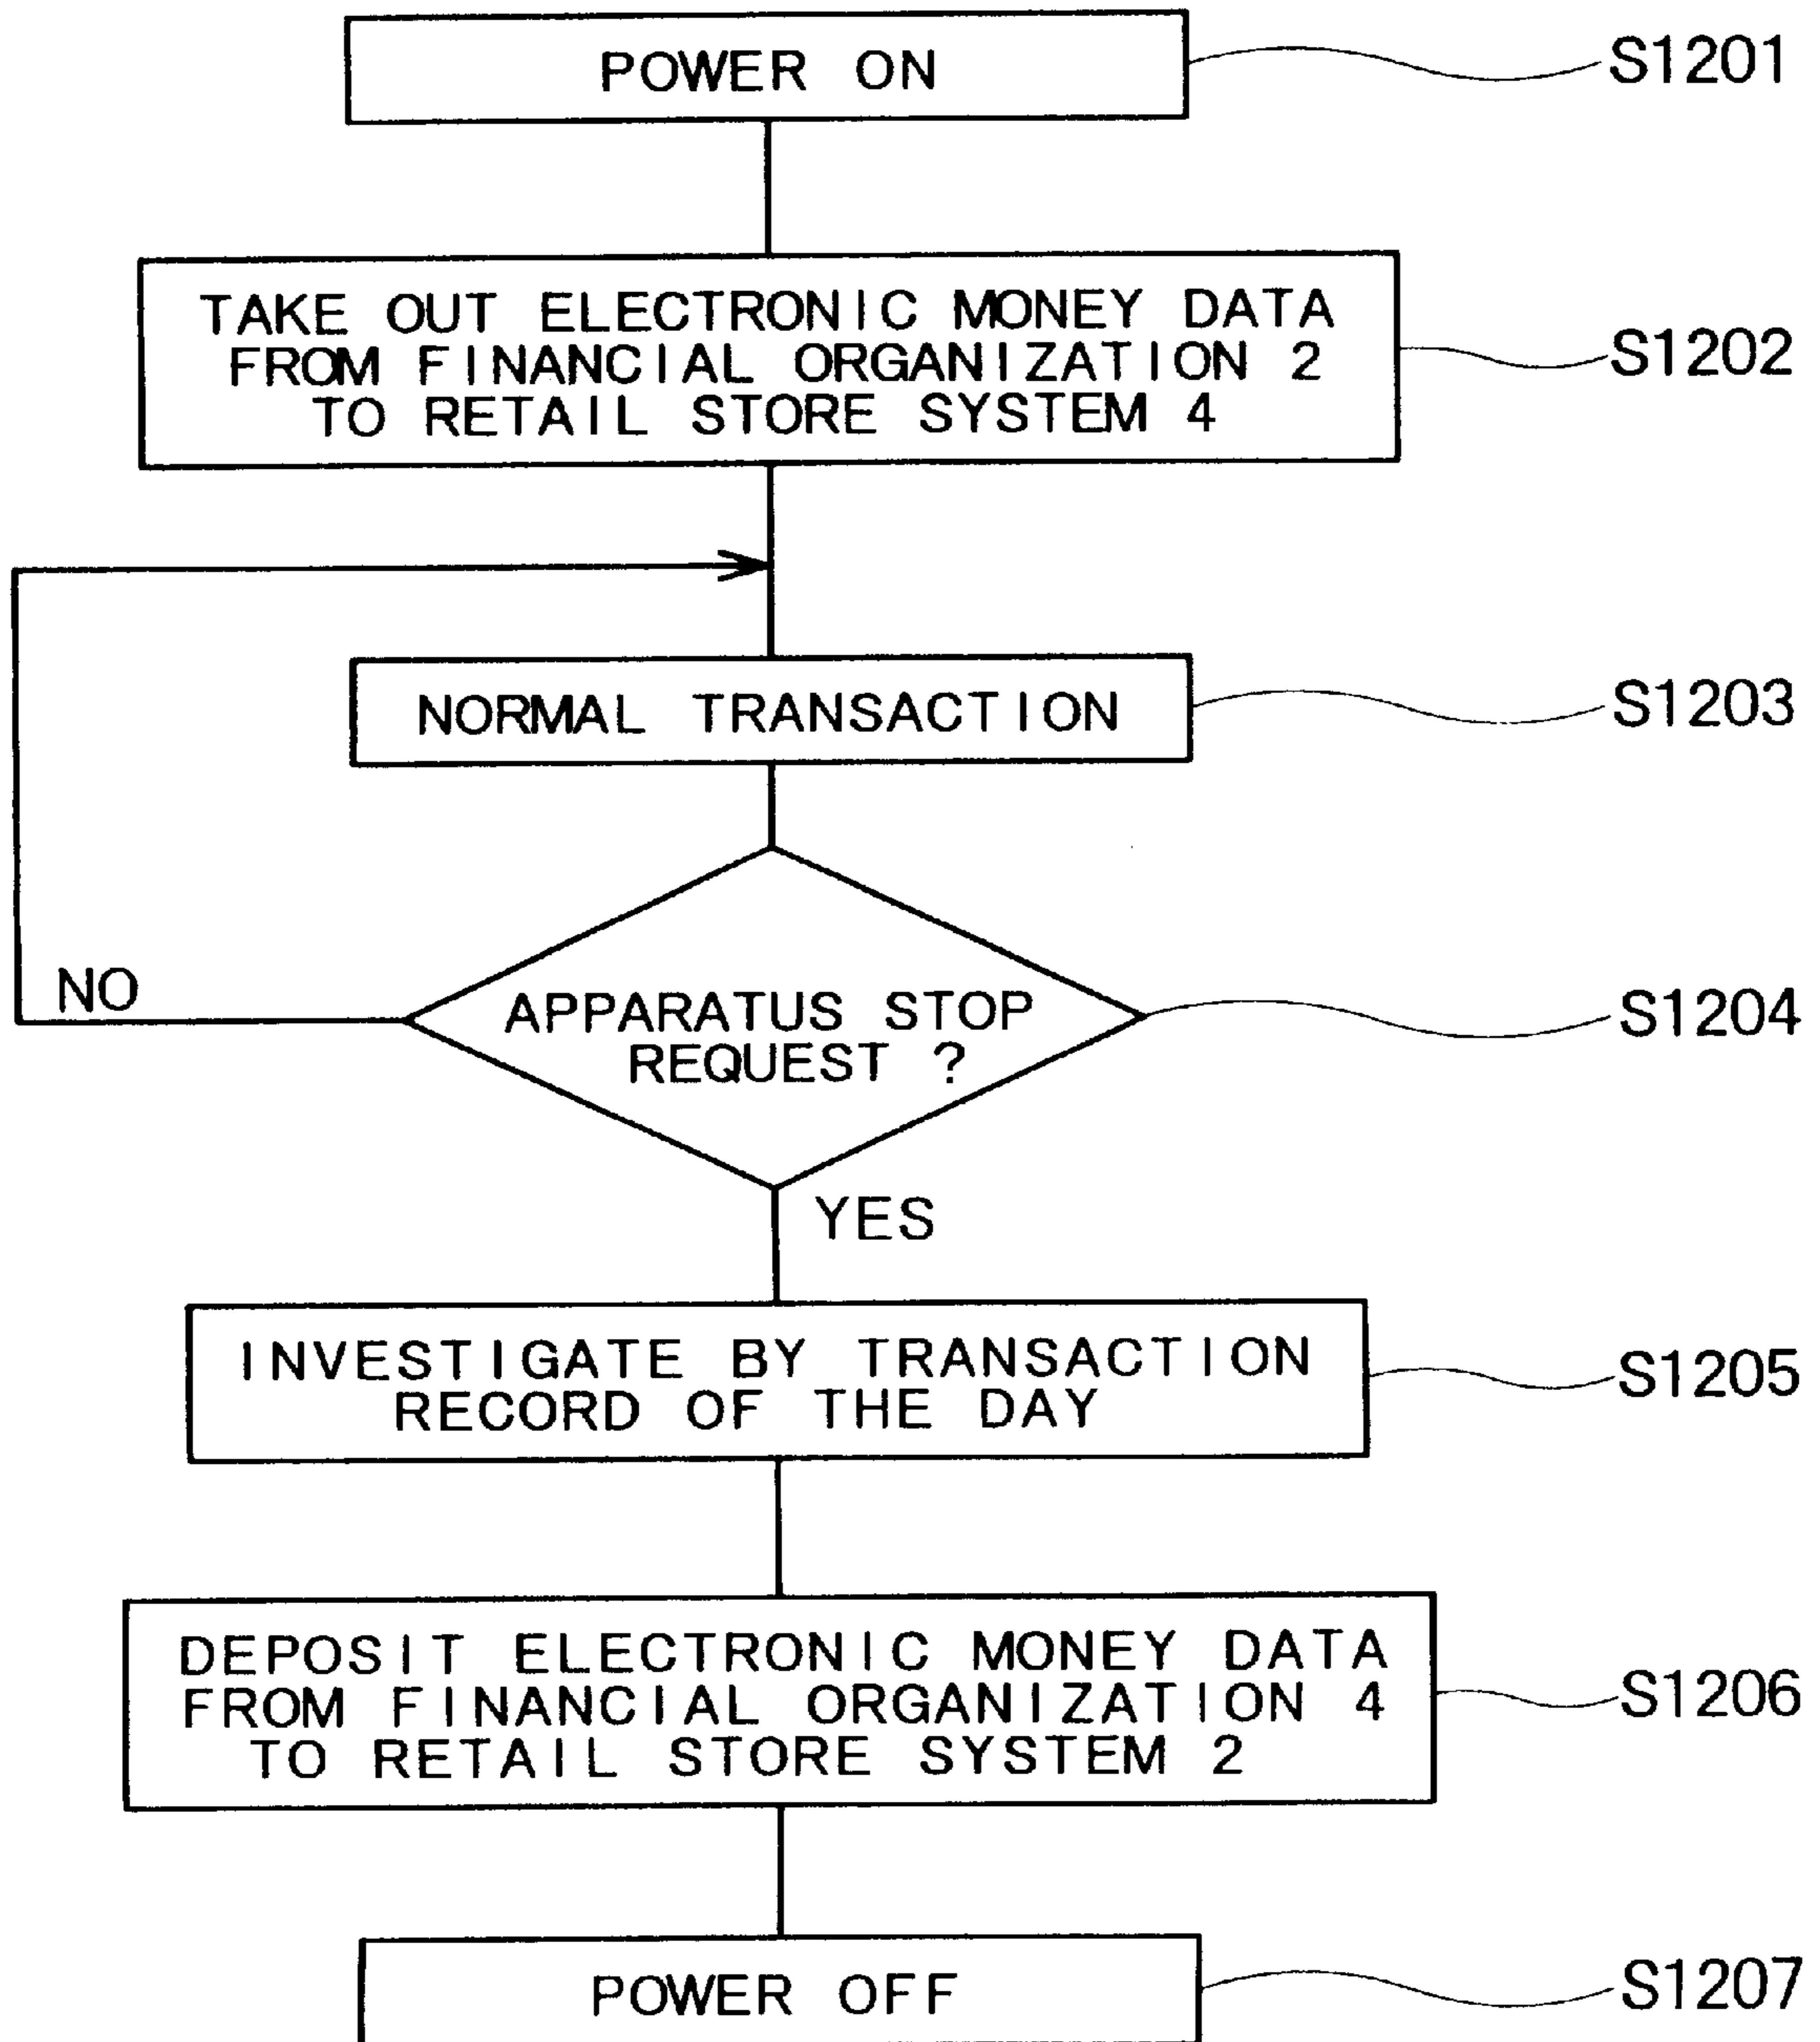 POWER ON
S1201
TAKE OUT ELECTRONIC MONEY DATA
FROM FINANCIAL ORGANIZATION 2
TO RETAIL STORE SYSTEM 4
S1202
NORMAL TRANSACTION
S1203
NO
APPARATUS STOP
REQUEST ?
S1204
YES
INVESTIGATE BY TRANSACTION
RECORD OF THE DAY
S1205
DEPOSIT ELECTRONIC MONEY DATA
FROM FINANCIAL ORGANIZATION 4
TO RETAIL STORE SYSTEM 2
S1206
POWER OFF
S1207